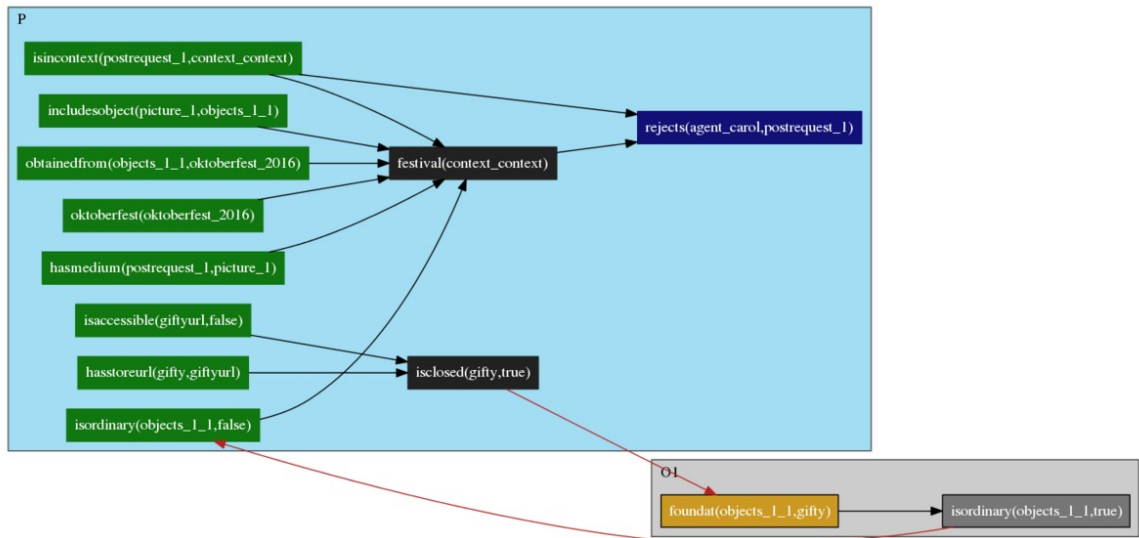 P
isincontext(postrequest_1,context_context)
includesobject(picture_1,objects_1_1)
rejects(agent_carol,postrequest_1)
obtainedfrom(objects_1_1,oktoberfest_2016)
festival(context_context)
oktoberfest(oktoberfest_2016)
hasmedium(postrequest_1,picture_1)
isaccessible(giftyurl,false)
hasstoreurl(gifty,giftyurl)
isclosed(gifty,true)
isordinary(objects_1_1,false)
O1
foundat(objects_1_1,gifty)
isordinary(objects_1_1,true)